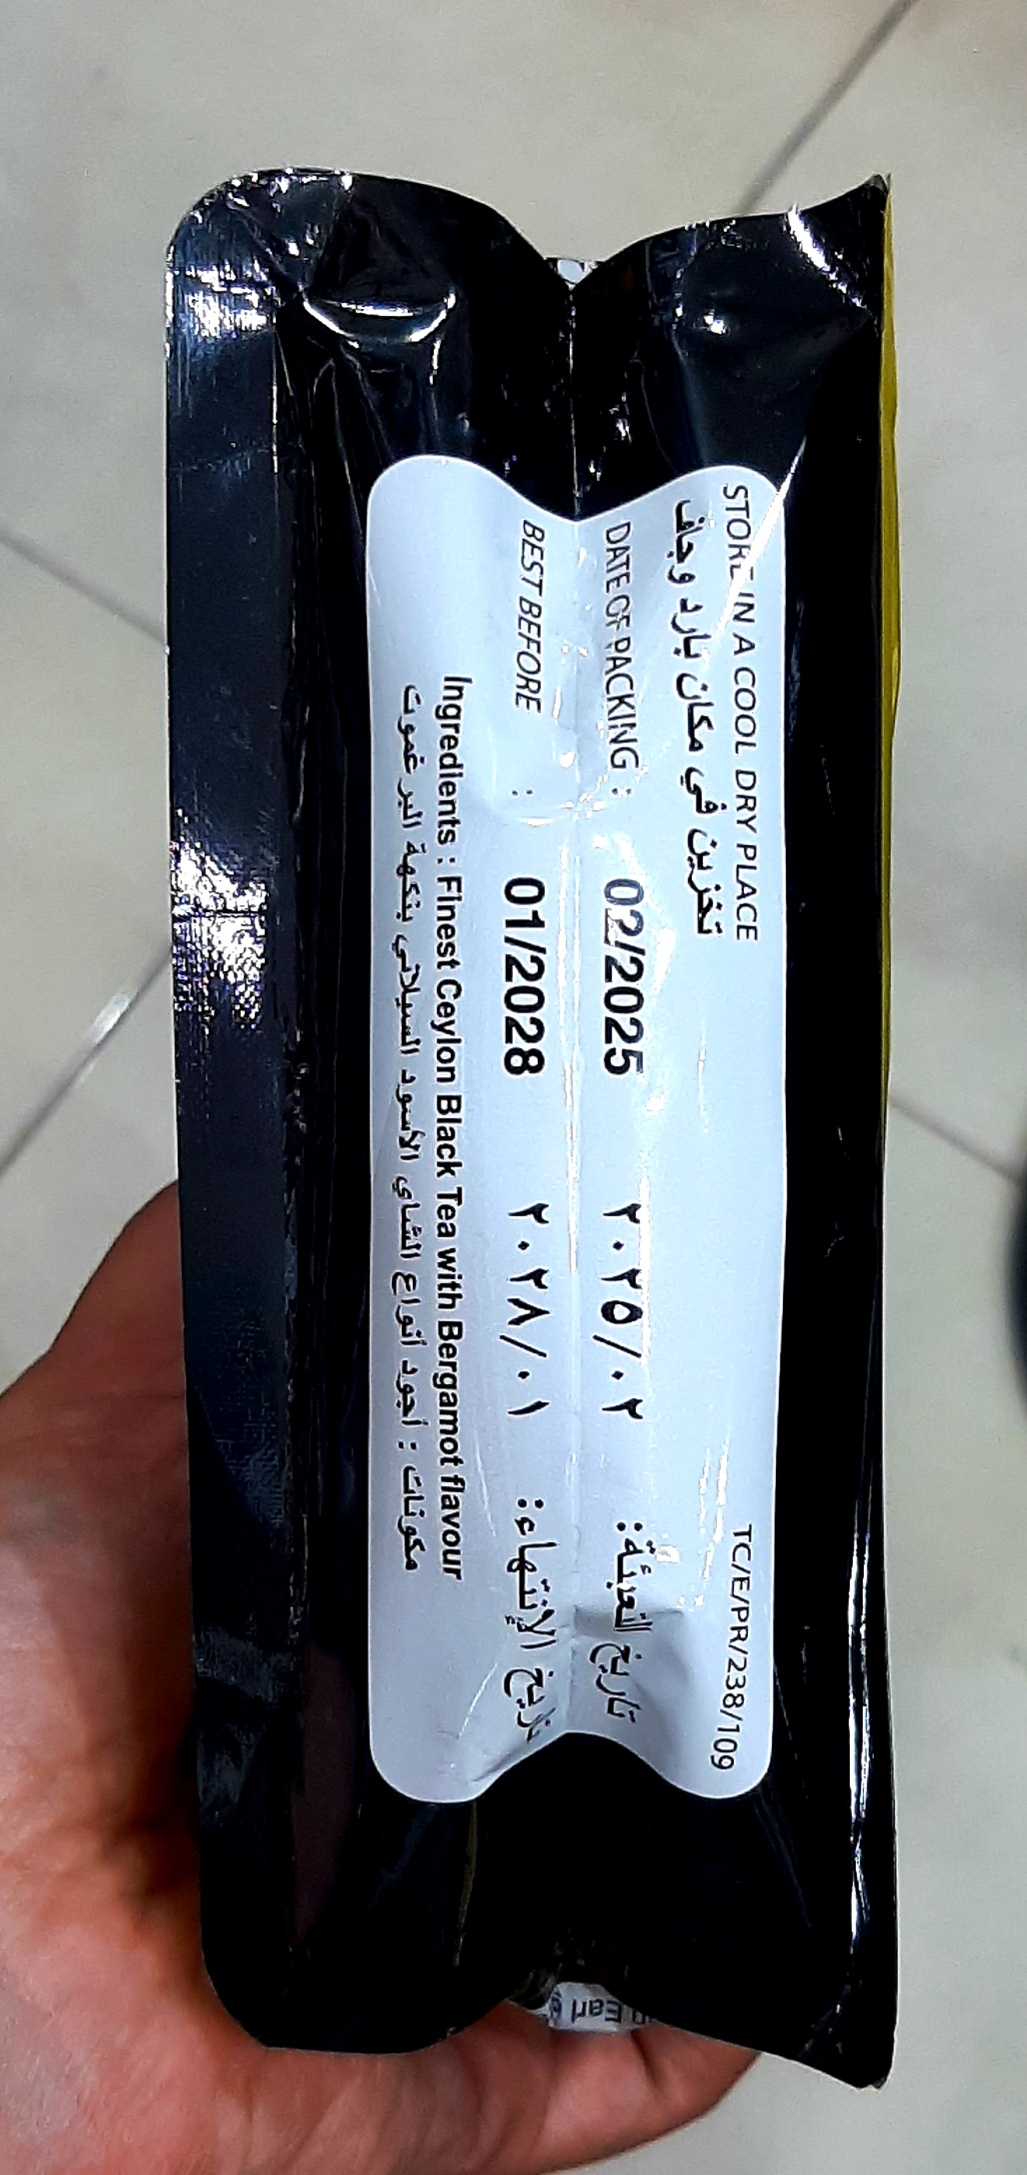 STORE IN A COOL DRY PLACE
TC/E/PR/238/109
تخزين في مكان بارد وجاف
DATE OF PACKING : 02/2025 ٢٠٢٥/٠٢ تاريخ التعبئة:
BEST BEFORE : 01/2028 ٢٠٢٨/٠١ تاريخ الإنتهاء:
Ingredients : Finest Ceylon Black Tea with Bergamot flavour
مكونات : أجود أنواع الشاي الأسود السيلاني بنكهة البرغموت
Earl